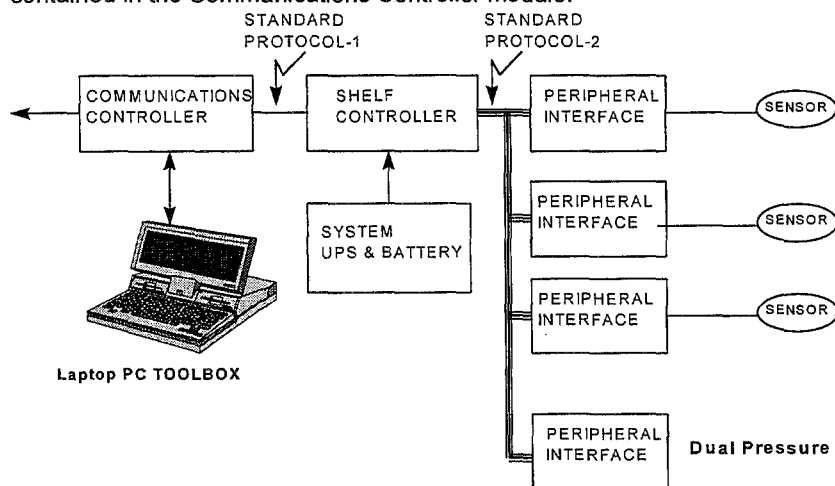 contained in the Communications Controller module.
STANDARD
PROTOCOL-1
STANDARD
PROTOCOL-2
COMMUNICATIONS
CONTROLLER
SHELF
CONTROLLER
PERIPHERAL
INTERFACE
SENSOR
SYSTEM
UPS & BATTERY
PERIPHERAL
INTERFACE
SENSOR
PERIPHERAL
INTERFACE
SENSOR
Laptop PC TOOLBOX
PERIPHERAL
INTERFACE
Dual Pressure